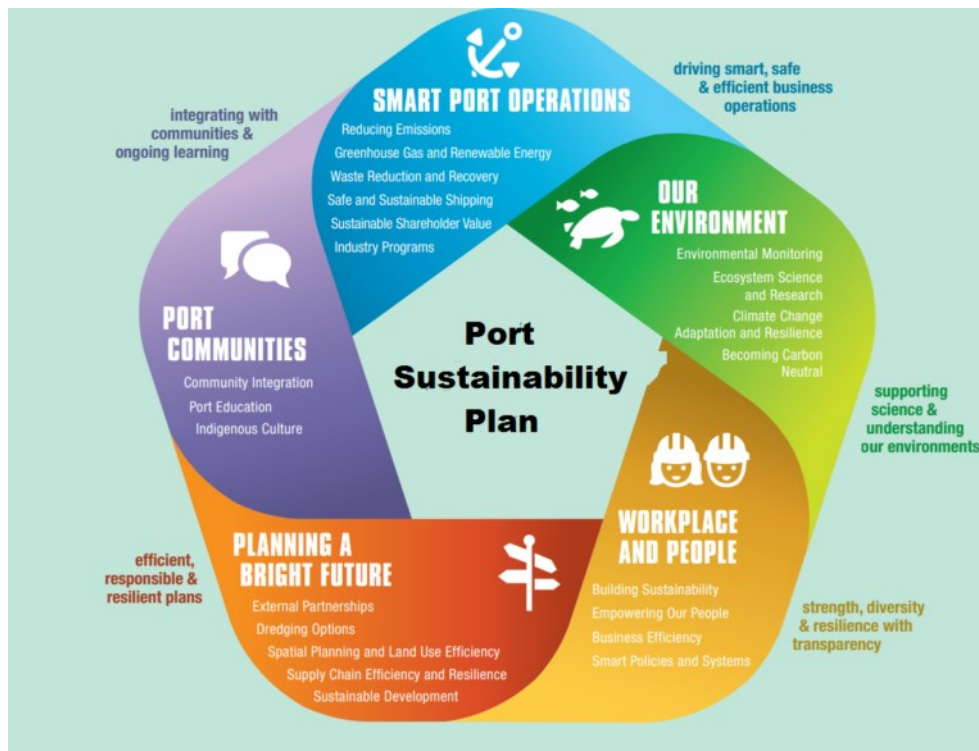 driving smart, safe
& efficient business
operations
SMART PORT OPERATIONS
Reducing Emissions
Greenhouse Gas and Renewable Energy
Waste Reduction and Recovery
Safe and Sustainable Shipping
Sustainable Shareholder Value
Industry Programs
OUR
ENVIRONMENT
Environmental Monitoring
Ecosystem Science
and Research
Climate Change
Adaptation and Resilience
Becoming Carbon
Neutral
supporting
science &
understanding
our environments
WORKPLACE
AND PEOPLE
Building Sustainability
Empowering Our People
Business Efficiency
Smart Policies and Systems
strength, diversity
& resilience with
transparency
PLANNING A
BRIGHT FUTURE
External Partnerships
Dredging Options
Spatial Planning and Land Use Efficiency
Supply Chain Efficiency and Resilience
Sustainable Development
efficient,
responsible &
resilient plans
PORT
COMMUNITIES
Community Integration
Port Education
Indigenous Culture
integrating with
communities &
ongoing learning
Port
Sustainability
Plan